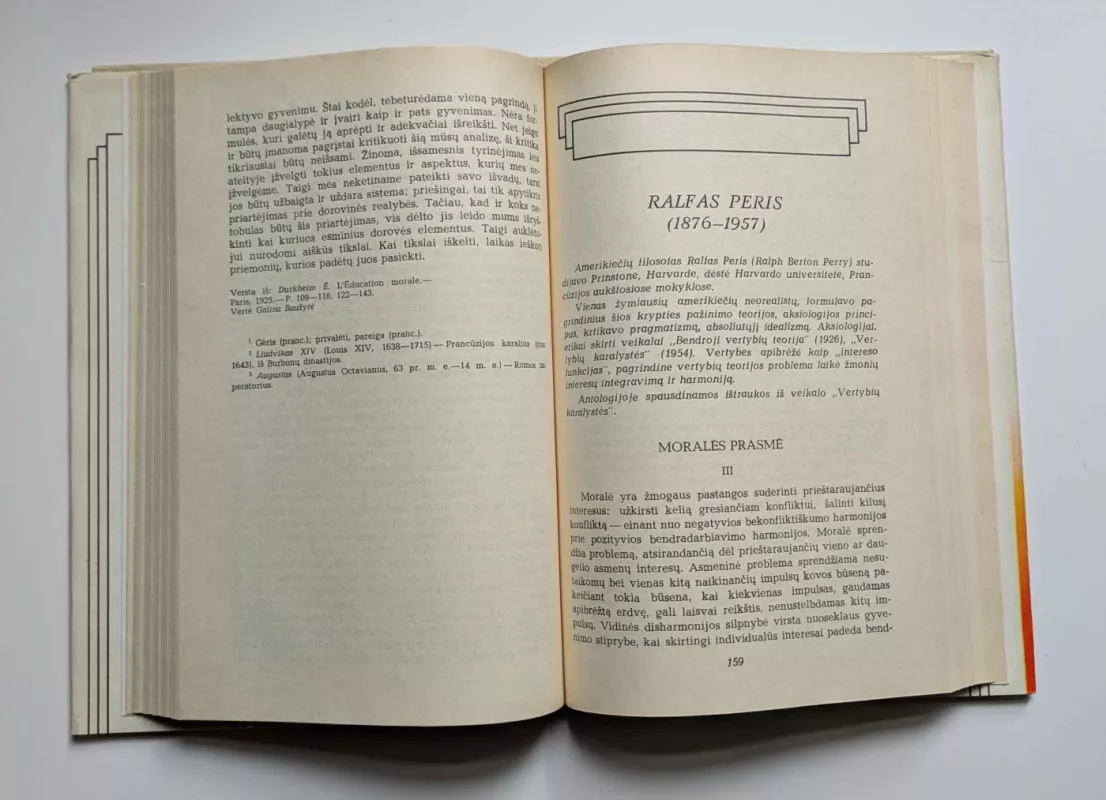 lektyvo gyvenimu. Štai kodėl, tebeturėdama vieną pagrindą, ji
tampa daugialypė ir įvairi kaip ir pats gyvenimas. Nėra for-
mulės, kuri galėtų ją aprėpti ir adekvačiai išreikšti. Net jeigu
ir būtų įmanoma pagrįstai kritikuoti šią mūsų analizę, ši kritika
tikriausiai būtų neišsami. Žinoma, išsamesnis tyrinėjimas leis
ateityje įžvelgti tokius elementus ir aspektus, kurių mes ne-
įžvelgėme. Taigi mes neketiname pateikti savo išvadų, tarsi
jos būtų užbaigta ir uždara sistema; priešingai, tai tik apytikris
priartėjimas prie dorovinės realybės. Tačiau, kad ir koks ne-
tobulas būtų šis priartėjimas, vis dėlto jis leido mums išryš-
kinti kai kuriuos esminius dorovės elementus. Taigi auklėto-
jui nurodomi aiškūs tikslai. Kai tikslai iškelti, laikas ieškoti
priemonių, kurios padėtų juos pasiekti.
Versta iš: Durkheim E. L'Éducation morale.—
Paris, 1925.— P. 109—118, 122—143.
Vertė Galina Baužytė
¹ Gėris (pranc.); privalėti, pareiga (pranc.).
² Liudvikas XIV (Louis XIV, 1638—1715) — Prancūzijos karalius
1643), iš Burbonų dinastijos.
³ Augustas (Augustus Octavianus, 63 pr. m. e.—14 m. e.) — Romos im-
peratorius.
RALFAS PERIS
(1876—1957)
Amerikiečių filosofas Ralfas Peris (Ralph Berton Perry) stu-
dijavo Prinstone, Harvarde, dėstė Harvardo universitete, Pran-
cūzijos aukštosiose mokyklose.
Vienas žymiausių amerikiečių neorealistų, formulavo pa-
grindinius šios krypties pažinimo teorijos, aksiologijos princi-
pus, krtikavo pragmatizmą, absoliutųjį idealizmą. Aksiologijai,
etikai skirti veikalai „Bendroji vertybių teorija" (1926), „Ver-
tybių karalystės" (1954). Vertybes apibrėžė kaip „intereso
funkcijas", pagrindine vertybių teorijos problema laikė žmonių
interesų integravimą ir harmoniją.
Antologijoje spausdinamos ištraukos iš veikalo „Vertybių
karalystės".
MORALĖS PRASMĖ
III
Moralė yra žmogaus pastangos suderinti prieštaraujančius
interesus: užkirsti kelią gresiančiam konfliktui, šalinti kilusį
konfliktą — einant nuo negatyvios bekonfliktiškumo harmonijos
prie pozityvios bendradarbiavimo harmonijos. Moralė spren-
džia problemą, atsirandančią dėl prieštaraujančių vieno ar dau-
gelio asmenų interesų. Asmeninė problema sprendžiama nesu-
taikomų bei vienas kitą naikinančių impulsų kovos būseną pa-
keičiant tokia būsena, kai kiekvienas impulsas, gaudamas
apibrėžtą erdvę, gali laisvai reikštis, nenustelbdamas kitų im-
pulsų. Vidinės disharmonijos silpnybė virsta nuoseklaus gyve-
nimo stiprybe, kai skirtingi individualūs interesai padeda bend-
159